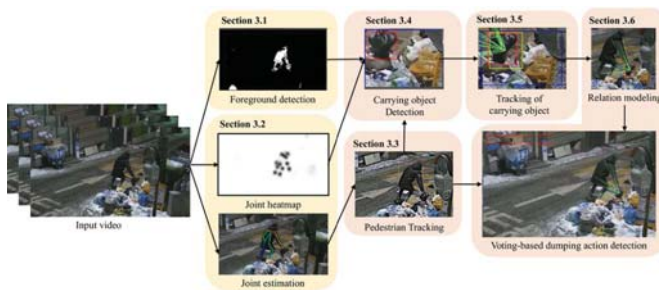 Section 3.1
Foreground detection
Section 3.2
Joint heatmap
Joint estimation
Input video
Section 3.4
Carrying object
Detection
Section 3.3
Pedestrian Tracking
Section 3.5
Tracking of
carrying object
Section 3.6
Relation modeling
Voting-based dumping action detection